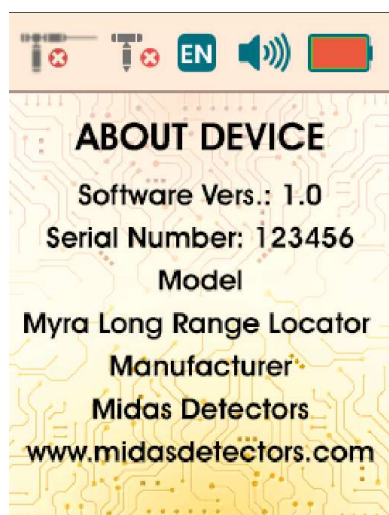 EN
ABOUT DEVICE
Software Vers.: 1.0
Serial Number: 123456
Model
Myra Long Range Locator
Manufacturer
Midas Detectors
www.midasdetectors.com